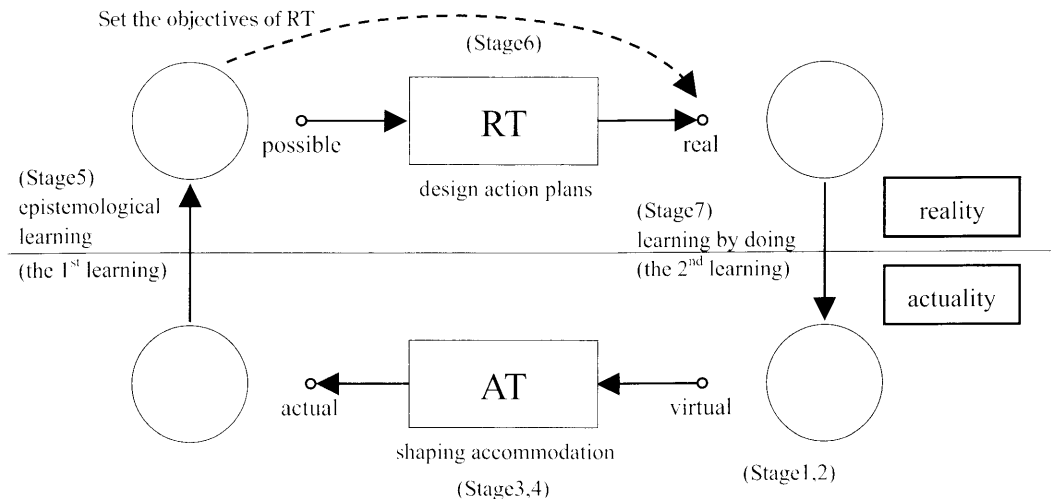 Set the objectives of RT
(Stage6)
RT
possible
real
design action plans
(Stage5)
epistemological
learning
(the 1st learning)
(Stage7)
learning by doing
(the 2nd learning)
reality
actuality
AT
actual
virtual
shaping accommodation
(Stage3,4)
(Stage1,2)